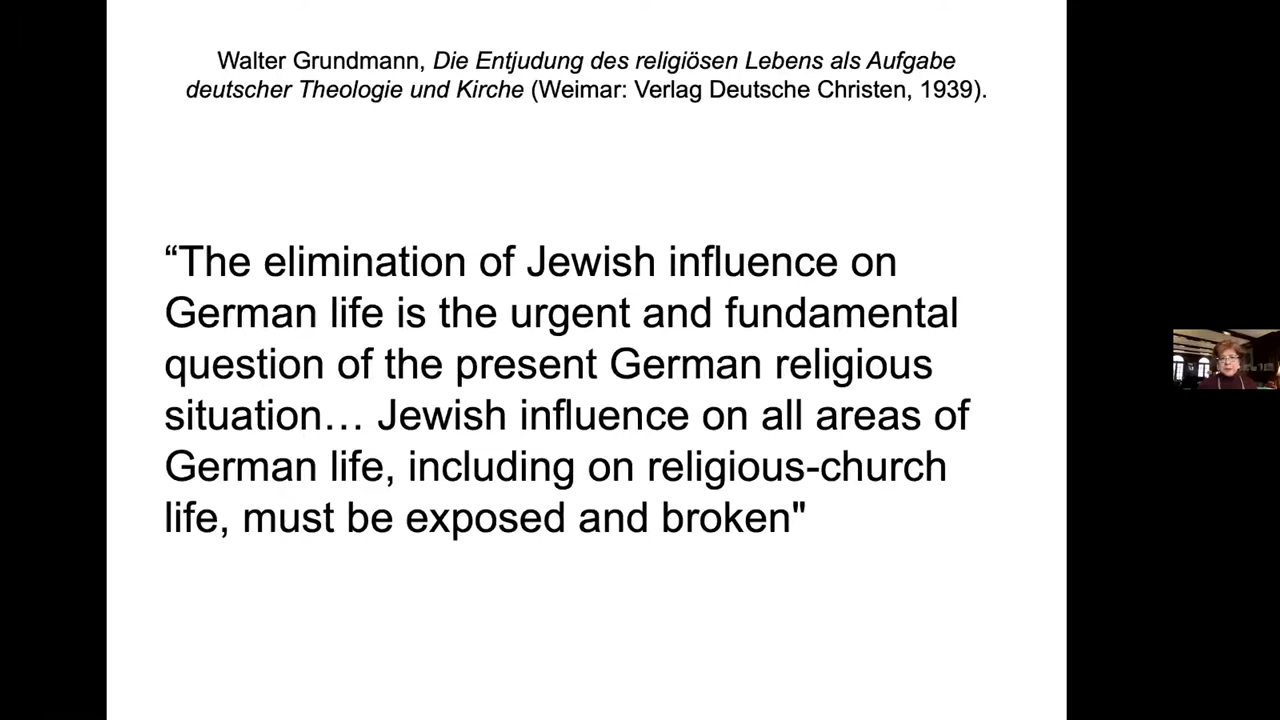 Walter Grundmann, Die Entjudung des religiösen Lebens als Aufgabe
deutscher Theologie und Kirche (Weimar: Verlag Deutsche Christen, 1939).
“The elimination of Jewish influence on
German life is the urgent and fundamental
question of the present German religious
situation… Jewish influence on all areas of
German life, including on religious-church
life, must be exposed and broken"